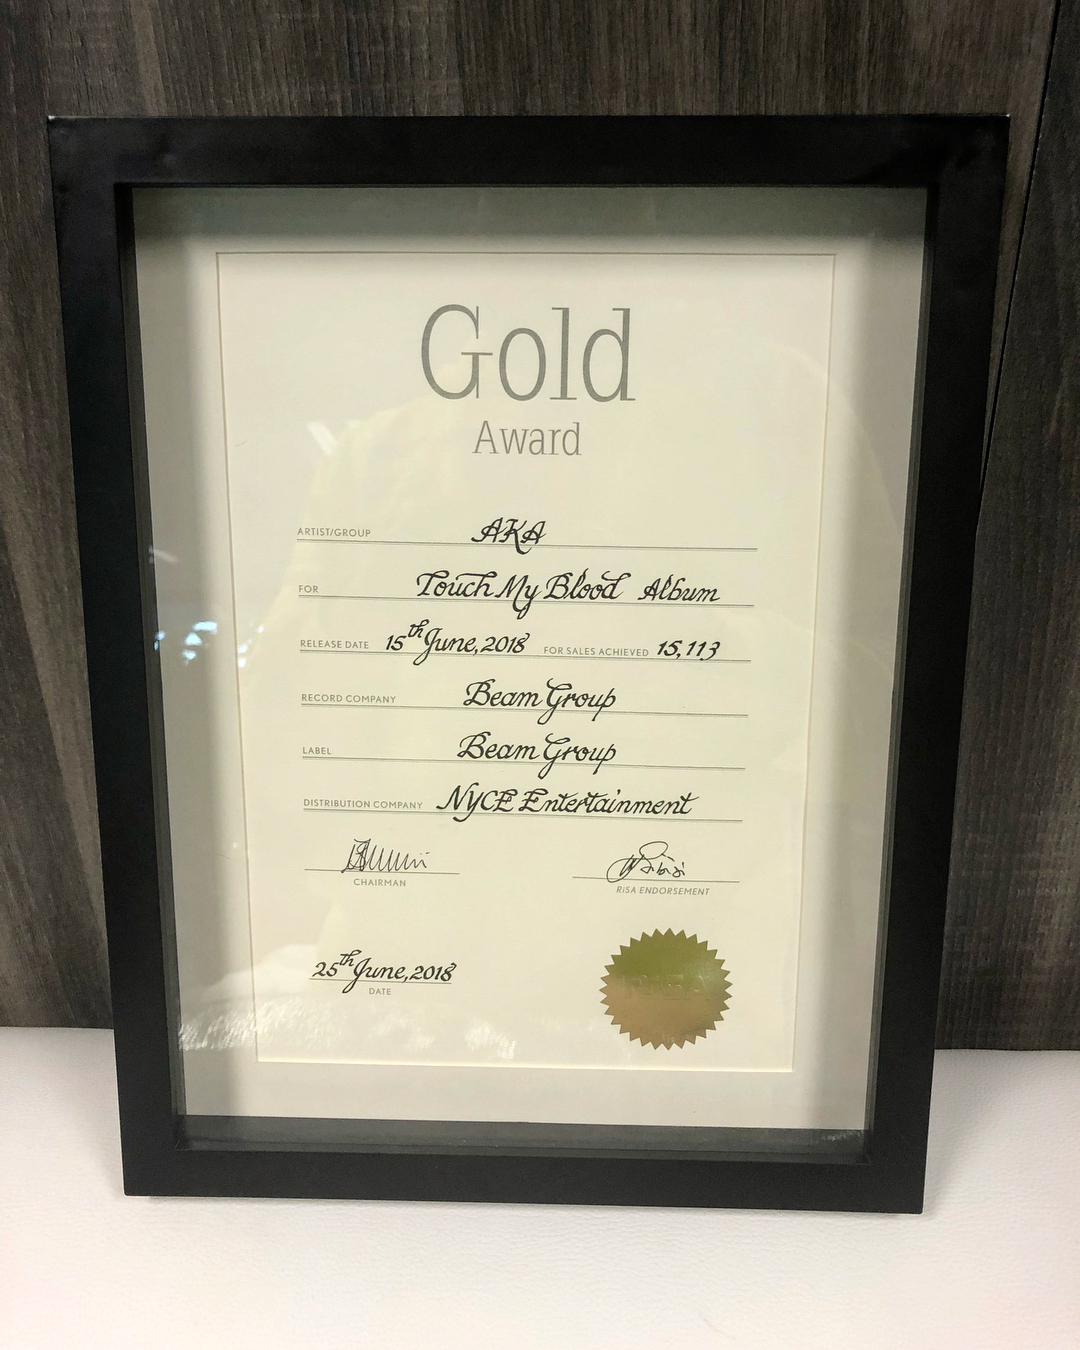 Gold
Award
ARTIST/GROUP AKA
FOR Touch My Blood Album
RELEASE DATE 15th June, 2018 FOR SALES ACHIEVED 15,113
RECORD COMPANY Beam Group
LABEL Beam Group
DISTRIBUTION COMPANY NYCE Entertainment
CHAIRMAN
RiSA ENDORSEMENT
25th June, 2018
DATE